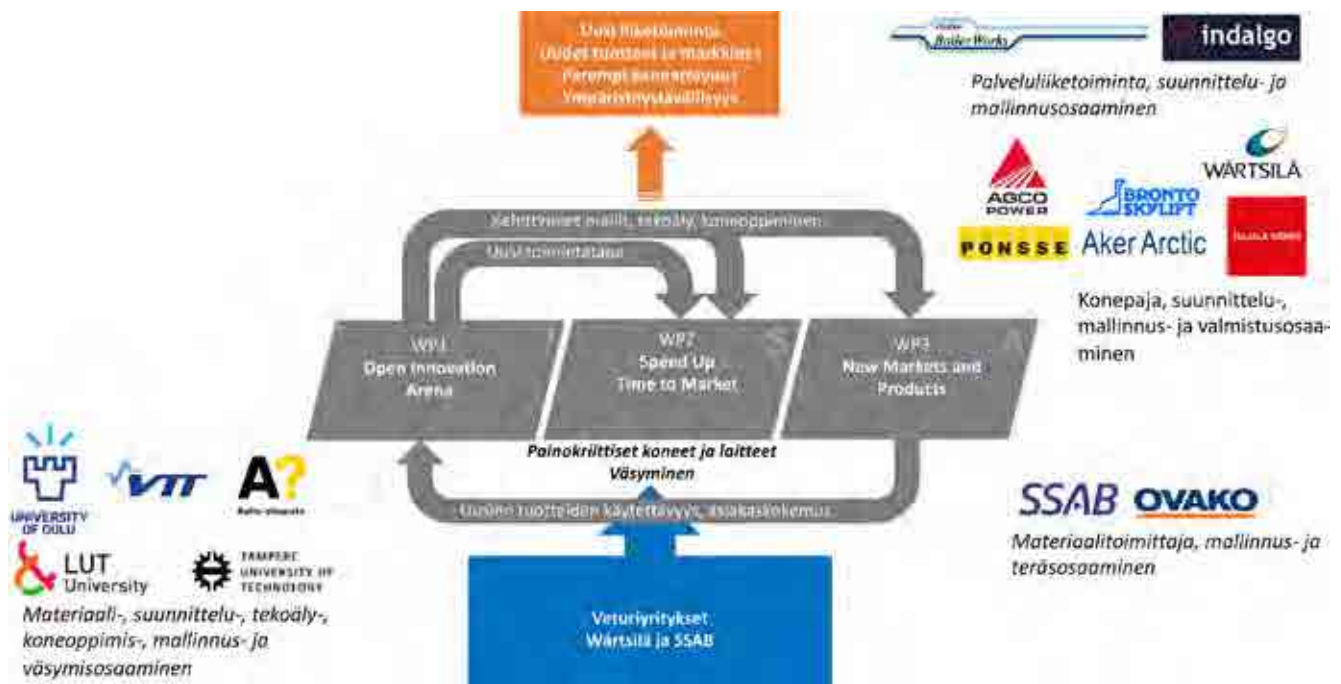 Uusi liiketoiminta
Uudet tuotteet ja markkinat
Parempi kannattavuus
Ympäristöystävällisyys
Boiler Works
indalgo
Palveluliiketoiminta, suunnittelu- ja
mallinnusosaaminen
WÄRTSILÄ
AGCO
POWER
BRONTO
SKYLIFT
PONSSE
Aker Arctic
Konepaja, suunnittelu-,
mallinnus- ja valmistusosaa-
minen
Kehittyneet mallit, tekoäly, koneoppiminen
Uusi toimintatapa
WP1
Open Innovation
Arena
WP2
Speed Up
Time to Market
WP3
New Markets and
Products
Painokriittiset koneet ja laitteet
Väsyminen
Uusien tuotteiden käytettävyys, asiakaskokemus
Veturiyritykset
Wärtsilä ja SSAB
UNIVERSITY
OF OULU
VTT
A?
Aalto-yliopisto
LUT
University
TAMPERE
UNIVERSITY OF
TECHNOLOGY
Materiaali-, suunnittelu-, tekoäly-,
koneoppimis-, mallinnus- ja
väsymisosaaminen
SSAB
OVAKO
Materiaalitoimittaja, mallinnus- ja
teräsosaaminen